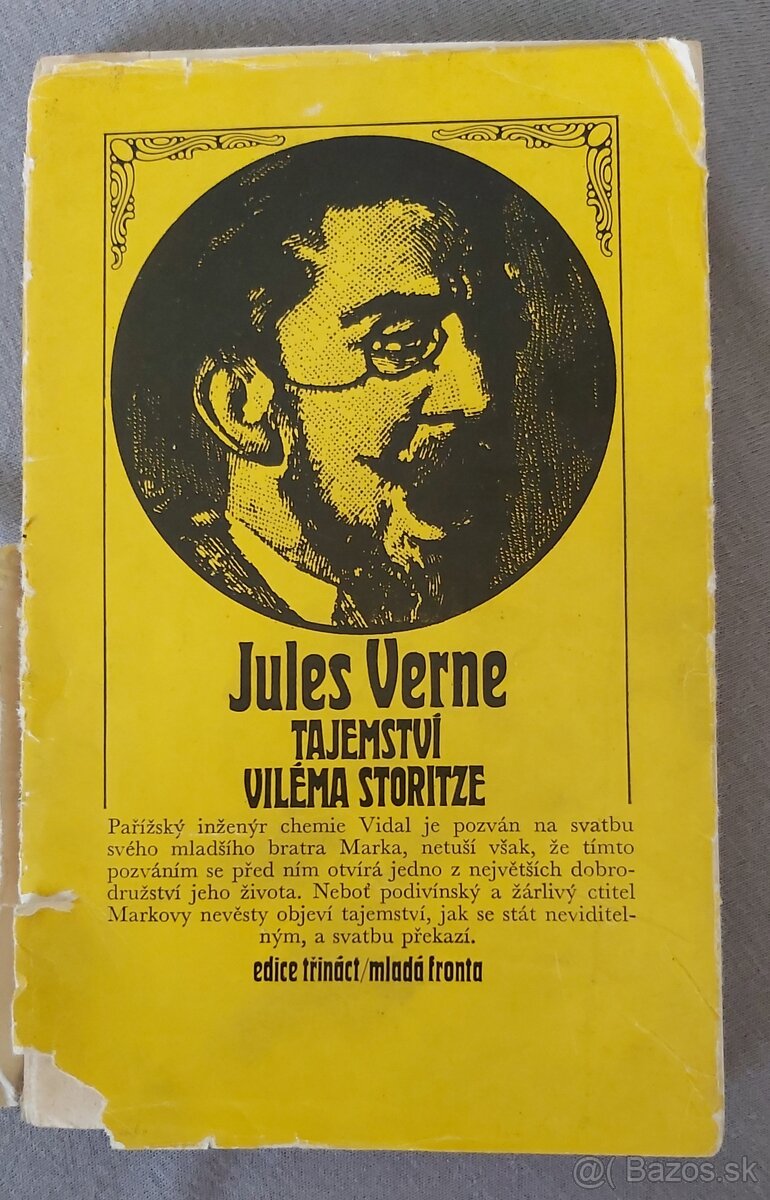 Jules Verne
TAJEMSTVÍ
VILÉMA STORITZE
Pařížský inženýr chemie Vidal je pozván na svatbu
svého mladšího bratra Marka, netuší však, že tímto
pozváním se před ním otvírá jedno z největších dobro-
družství jeho života. Neboť podivínský a žárlivý ctitel
Markovy nevěsty objeví tajemství, jak se stát neviditel-
ným, a svatbu překazí.
edice třináct/mladá fronta
@( Bazos.sk